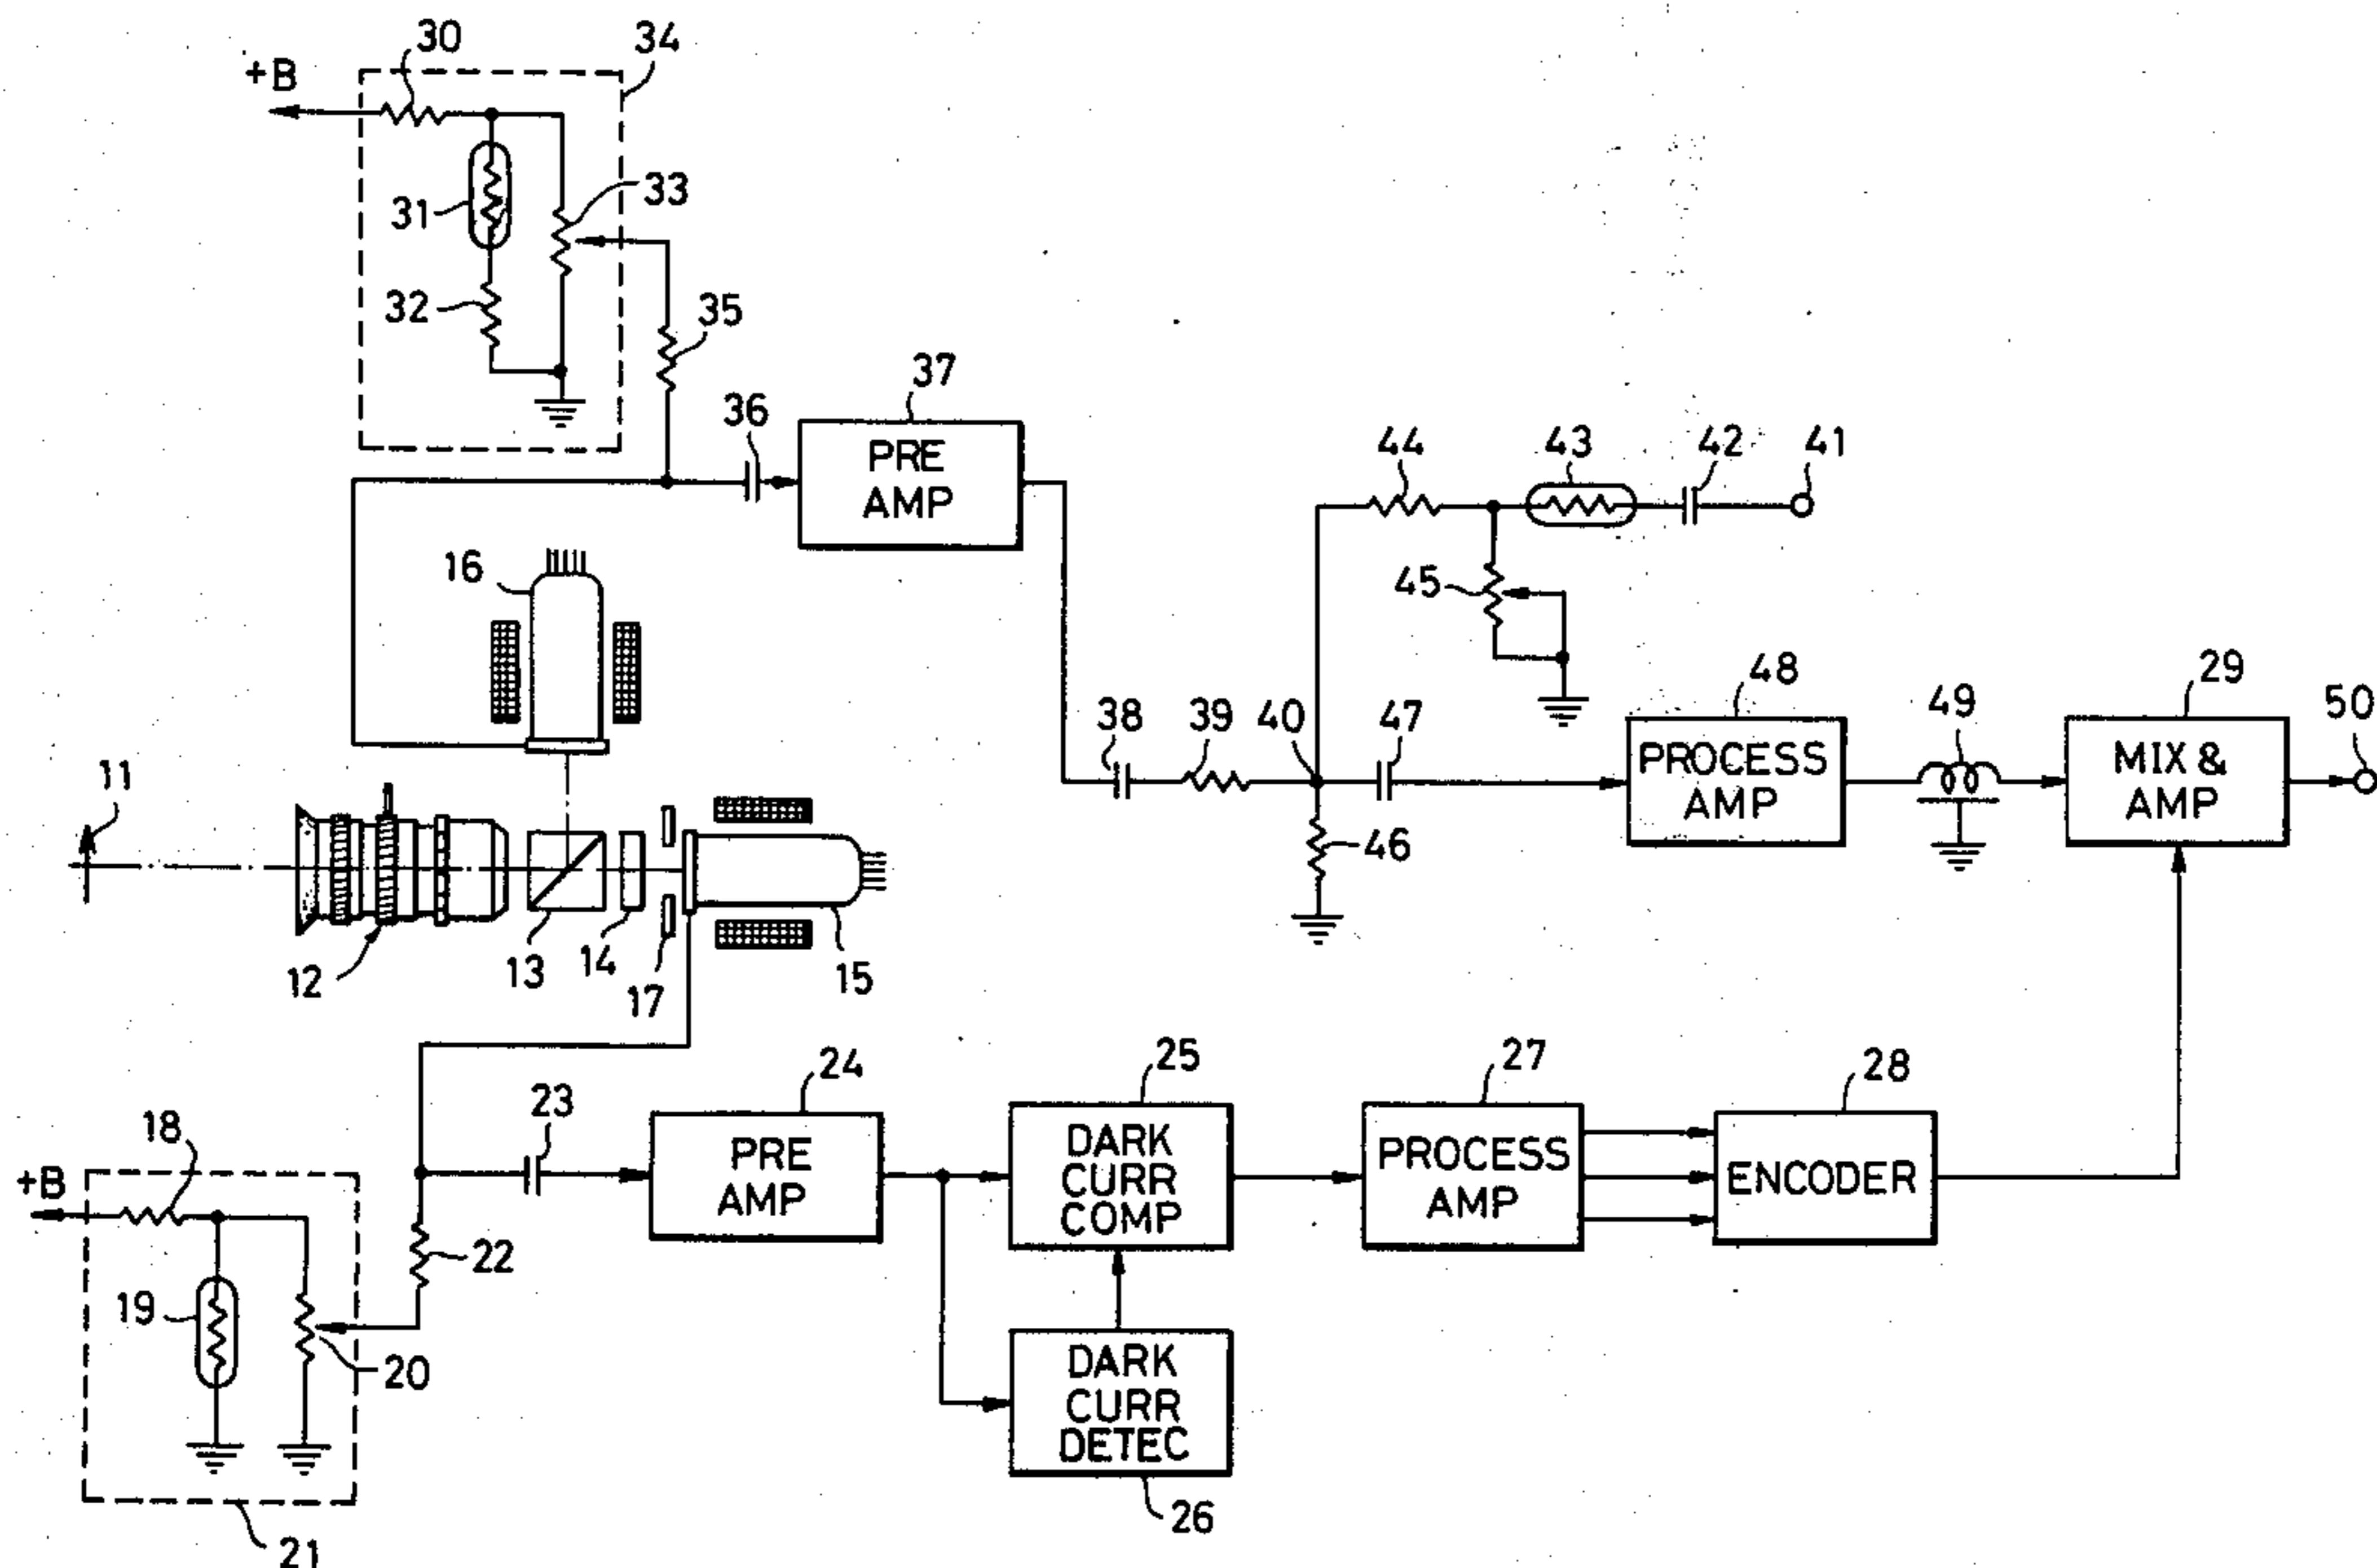 30
34
+B
31
33
32
35
36
37
PRE
AMP
44
43
42
41
16
45
48
29
50
38
39
40
47
49
PROCESS
AMP
MIX &
AMP
11
46
12
13
14
17
15
24
25
27
28
18
23
+B
PRE
AMP
DARK
CURR
COMP
PROCESS
AMP
ENCODER
22
19
20
DARK
CURR
DETEC
26
21